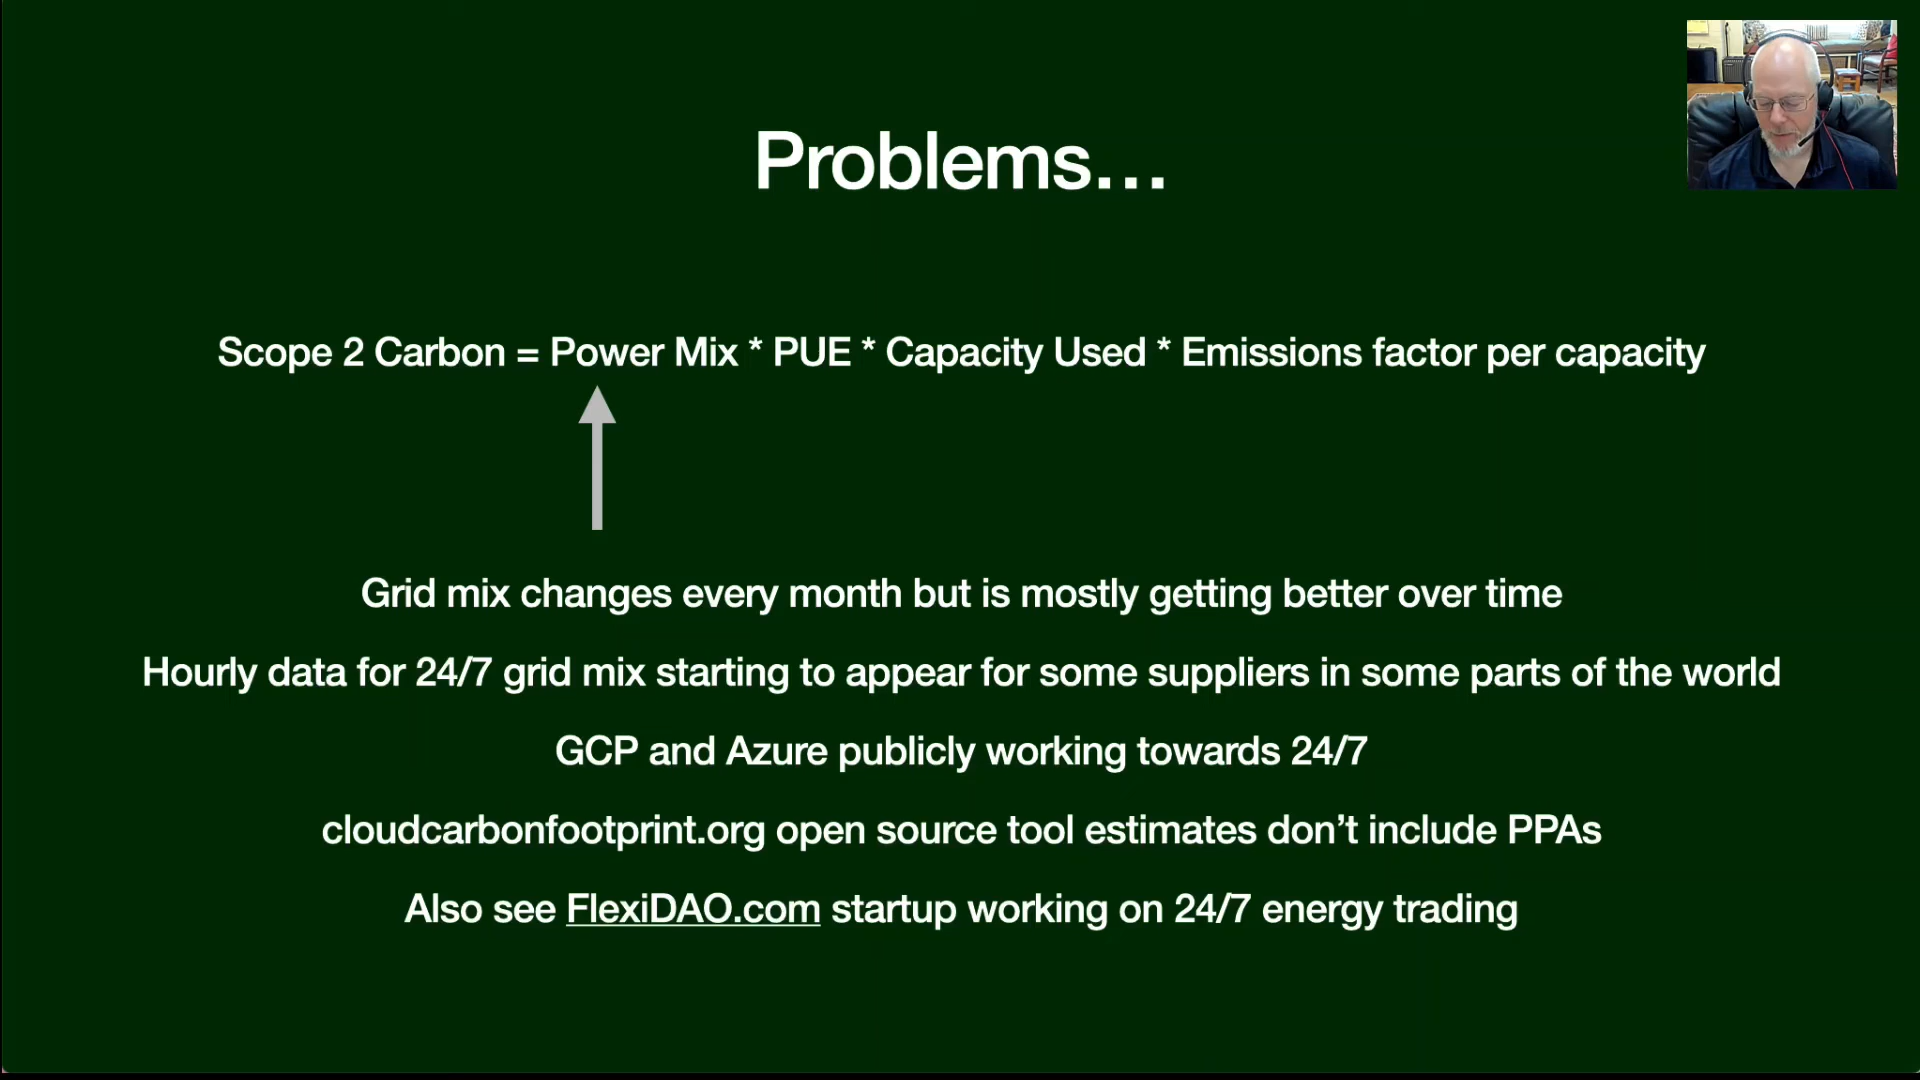 Problems…
Scope 2 Carbon = Power Mix * PUE * Capacity Used * Emissions factor per capacity
Grid mix changes every month but is mostly getting better over time
Hourly data for 24/7 grid mix starting to appear for some suppliers in some parts of the world
GCP and Azure publicly working towards 24/7
cloudcarbonfootprint.org open source tool estimates don’t include PPAs
Also see FlexiDAO.com startup working on 24/7 energy trading